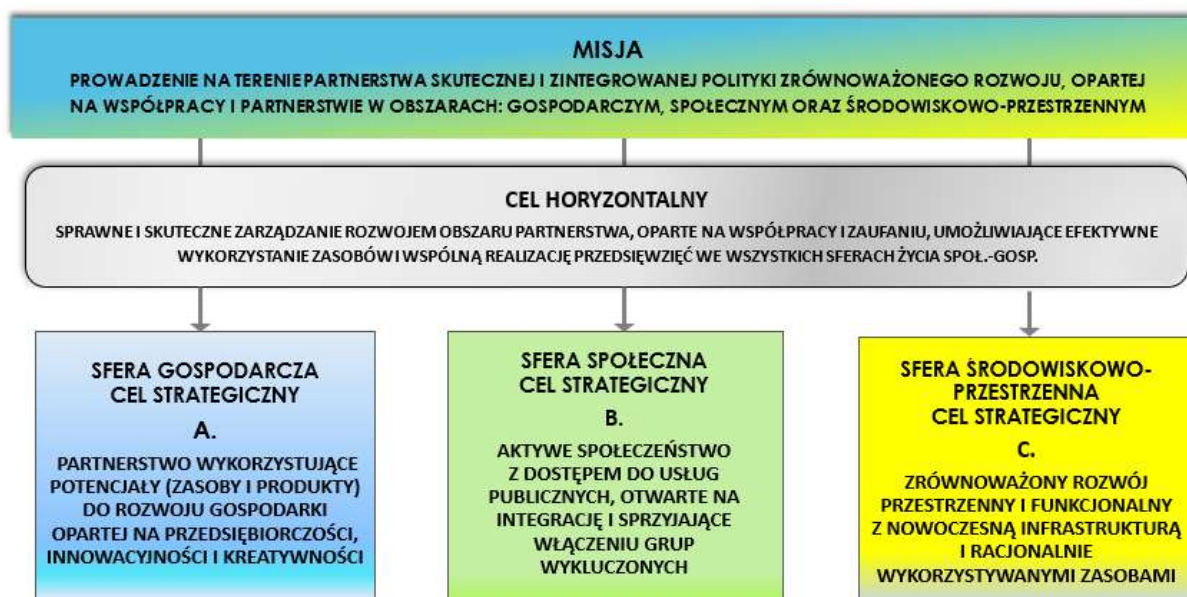 MISJA
PROWADZENIE NA TERENIE PARTNERSTWA SKUTECZNEJ I ZINTEGROWANEJ POLITYKI ZRÓWNOWAŻONEGO ROZWOJU, OPARTEJ
NA WSPÓŁPRACY I PARTNERSTWIE W OBSZARACH: GOSPODARCZYM, SPOŁECZNYM ORAZ ŚRODOWISKOWO-PRZESTRZENNYM
CEL HORYZONTALNY
SPRAWNE I SKUTECZNE ZARZĄDZANIE ROZWOJEM OBSZARU PARTNERSTWA, OPARTE NA WSPÓŁPRACY I ZAUFANIU, UMOŻLIWIAJĄCE EFEKTYWNE
WYKORZYSTANIE ZASOBÓW I WSPÓLNĄ REALIZACJĘ PRZEDSIĘWZIĘĆ WE WSZYSTKICH SFERACH ŻYCIA SPOŁ.-GOSP.
SFERA GOSPODARCZA
CEL STRATEGICZNY
A.
PARTNERSTWO WYKORZYSTUJĄCE
POTENCJAŁY (ZASOBY I PRODUKTY)
DO ROZWOJU GOSPODARKI
OPARTEJ NA PRZEDSIĘBIORCZOŚCI,
INNOWACYJNOŚCI I KREATYWNOŚCI
SFERA SPOŁECZNA
CEL STRATEGICZNY
B.
AKTYWE SPOŁECZEŃSTWO
Z DOSTĘPEM DO USŁUG
PUBLICZNYCH, OTWARTE NA
INTEGRACJĘ I SPRZYJAJĄCE
WŁĄCZENIU GRUP
WYKLUCZONYCH
SFERA ŚRODOWISKOWO-
PRZESTRZENNA
CEL STRATEGICZNY
C.
ZRÓWNOWAŻONY ROZWÓJ
PRZESTRZENNY I FUNKCJONALNY
Z NOWOCZESNĄ INFRASTRUKTURĄ
I RACJONALNIE
WYKORZYSTYWANYMI ZASOBAMI